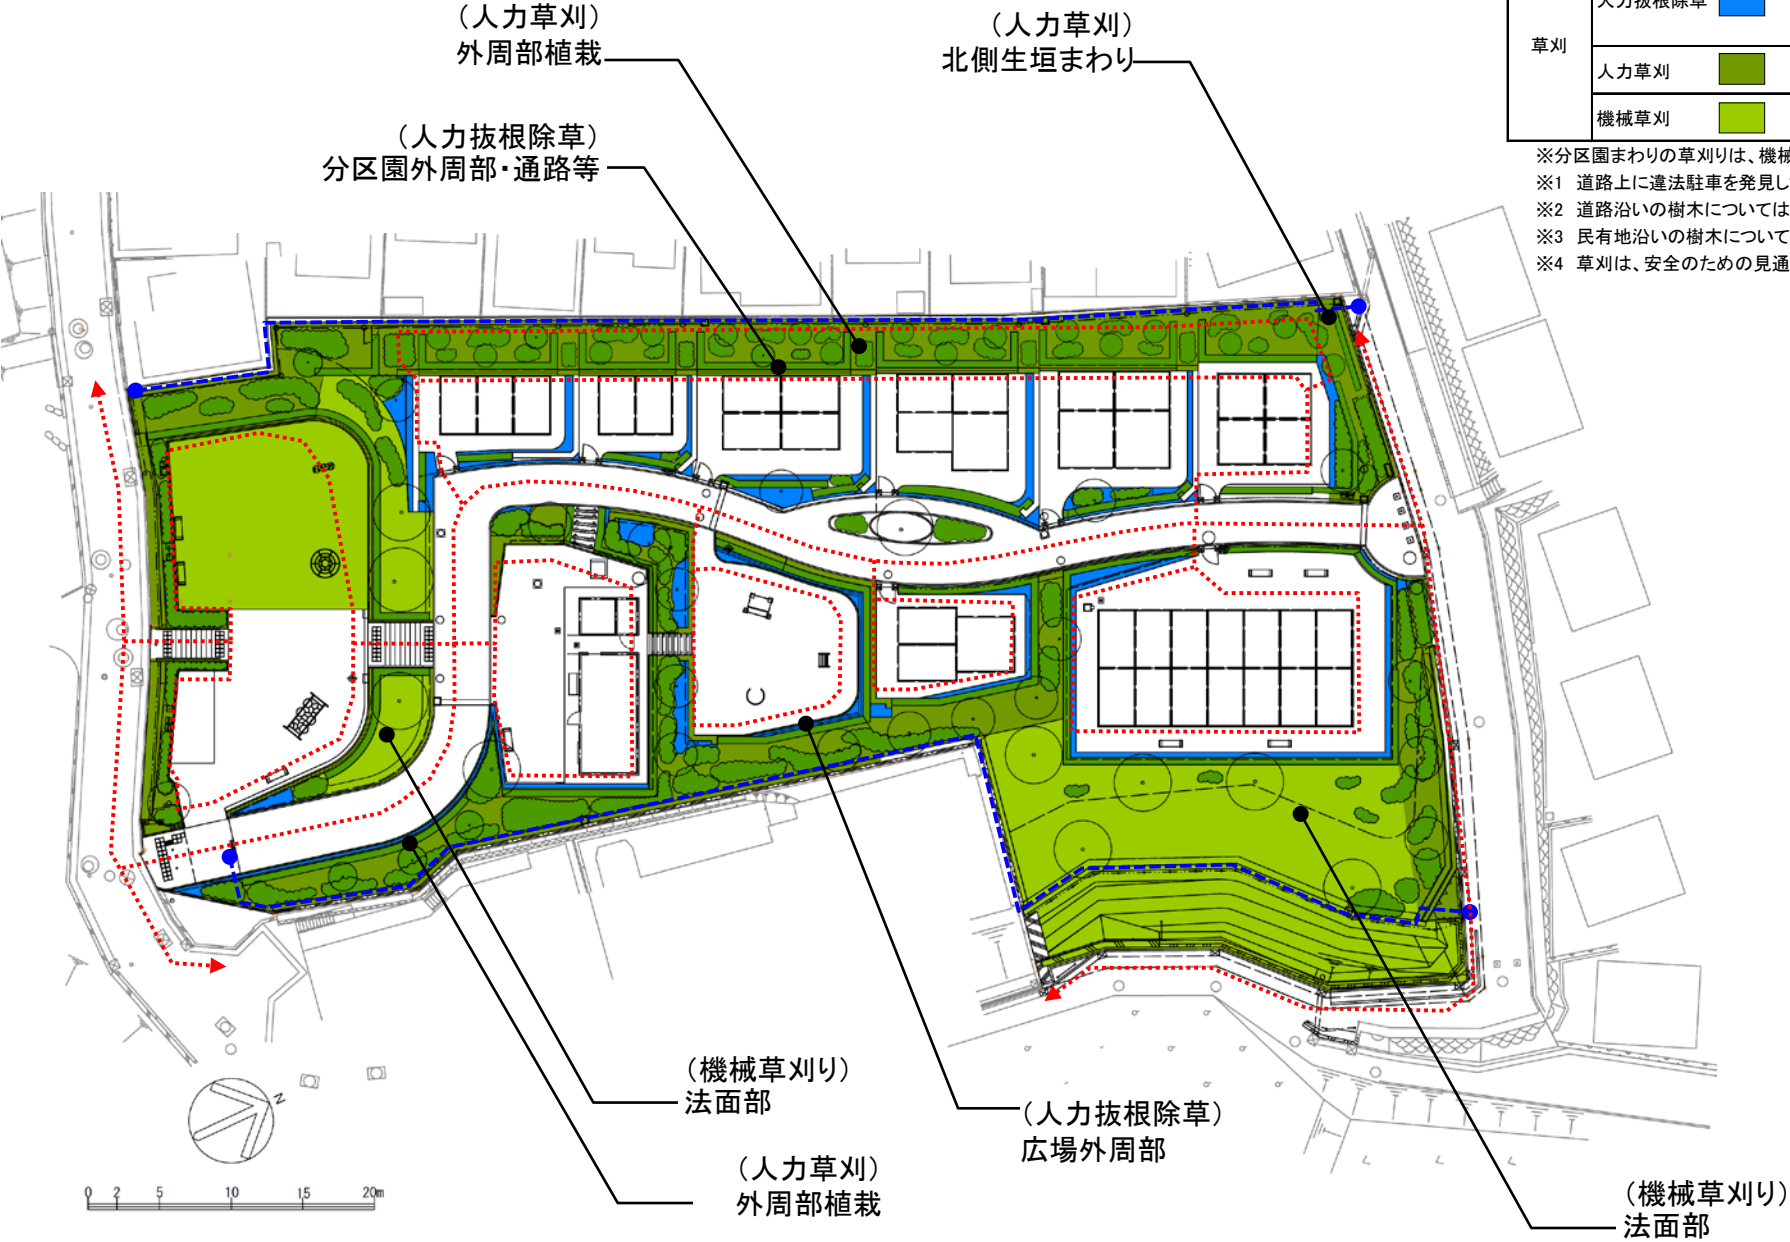 （人力草刈）
外周部植栽
（人力草刈）
北側生垣まわり
（人力抜根除草）
分区園外周部・通路等
草刈
人力抜根除草
人力草刈
機械草刈
※分区園まわりの草刈りは、機械
※1 道路上に違法駐車を発見し
※2 道路沿いの樹木については
※3 民有地沿いの樹木について
※4 草刈は、安全のための見通
（機械草刈り）
法面部
（人力草刈）
外周部植栽
（人力抜根除草）
広場外周部
（機械草刈り）
法面部
N
0 2 5 10 15 20m